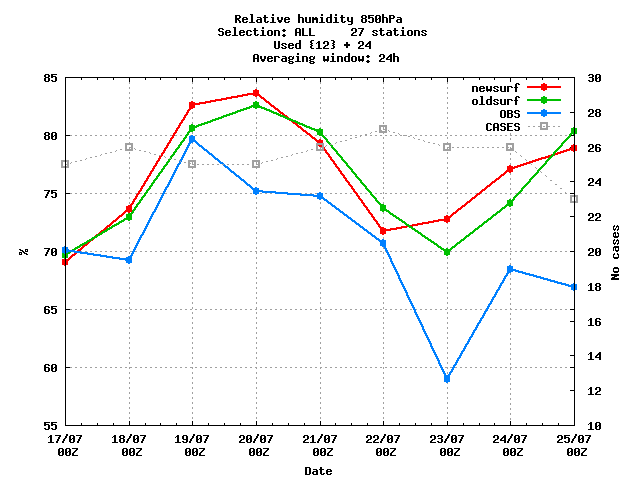 Relative humidity 850hPa
Selection: ALL     27 stations
Used {12} + 24
Averaging window: 24h
newsurf
oldsurf
OBS
CASES
85
80
75
70
65
60
55
%
30
28
26
24
22
20
18
16
14
12
10
No cases
17/07 18/07 19/07 20/07 21/07 22/07 23/07 24/07 25/07
00Z 00Z 00Z 00Z 00Z 00Z 00Z 00Z 00Z
Date